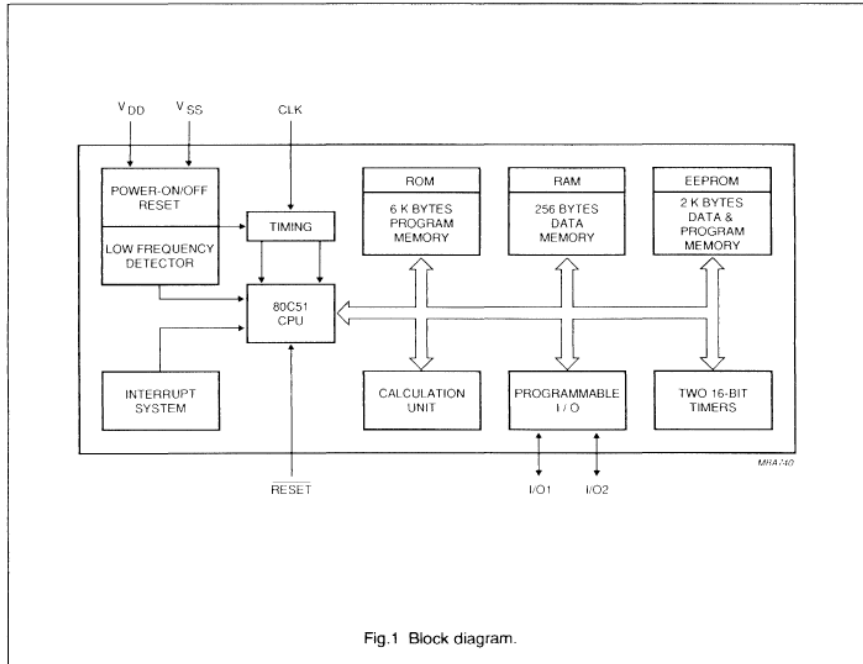 VDD VSS CLK
POWER-ON/OFF
RESET
LOW FREQUENCY
DETECTOR
TIMING
80C51
CPU
INTERRUPT
SYSTEM
ROM
6 K BYTES
PROGRAM
MEMORY
RAM
256 BYTES
DATA
MEMORY
EEPROM
2 K BYTES
DATA &
PROGRAM
MEMORY
CALCULATION
UNIT
PROGRAMMABLE
I / O
TWO 16-BIT
TIMERS
MBA740
RESET
I/O1 I/O2
Fig.1 Block diagram.